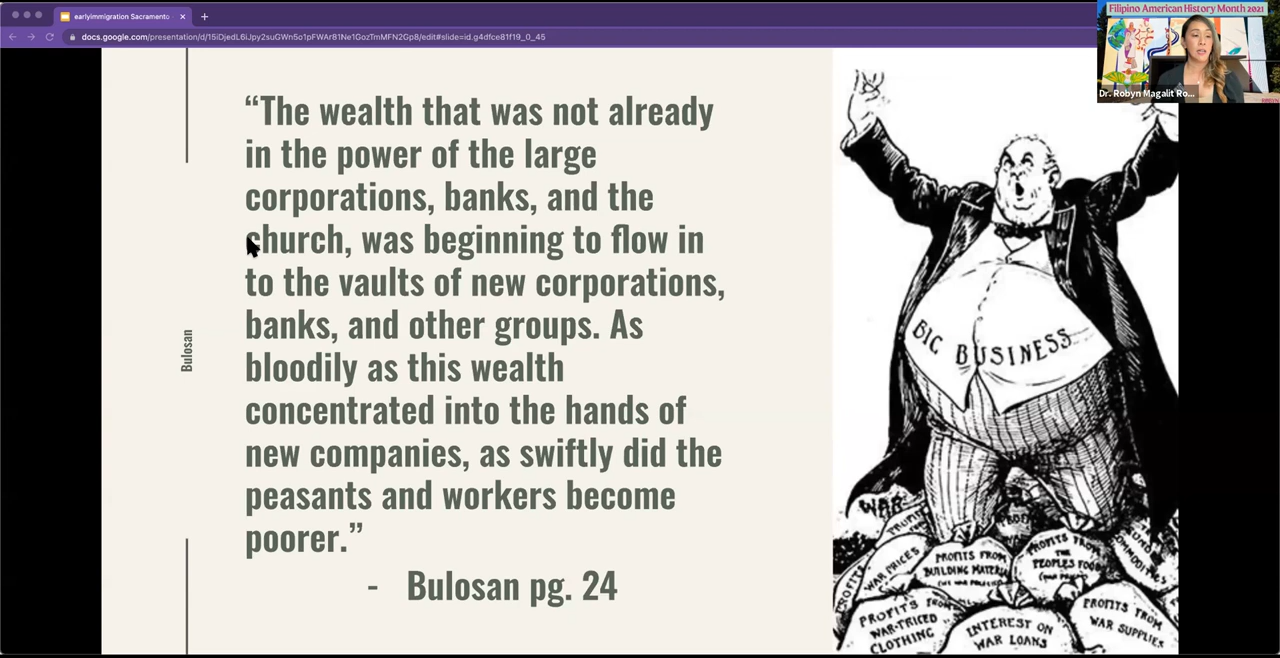 earlyimmigration Sacramento
docs.google.com/presentation/d/15iDjedL6iJpy2suGWn5o1pFWAr81Ne1GozTmMFN2Gp8/edit#slide=id.g4dfce81f19_0_45
Filipino American History Month 2021
Dr. Robyn Magalit Ro...
“The wealth that was not already
in the power of the large
corporations, banks, and the
church, was beginning to flow in
to the vaults of new corporations,
banks, and other groups. As
bloodily as this wealth
concentrated into the hands of
new companies, as swiftly did the
peasants and workers become
poorer.”
- Bulosan pg. 24
Bulosan
BIG BUSINESS
WAR
WAR PRICES
PROFITS FROM
BUILDING MATERIAL
PROFITS FROM
THE
PEOPLES FOOD
PROFITS FROM
WAR-PRICED
CLOTHING
INTEREST ON
WAR LOANS
PROFITS FROM
WAR SUPPLIES